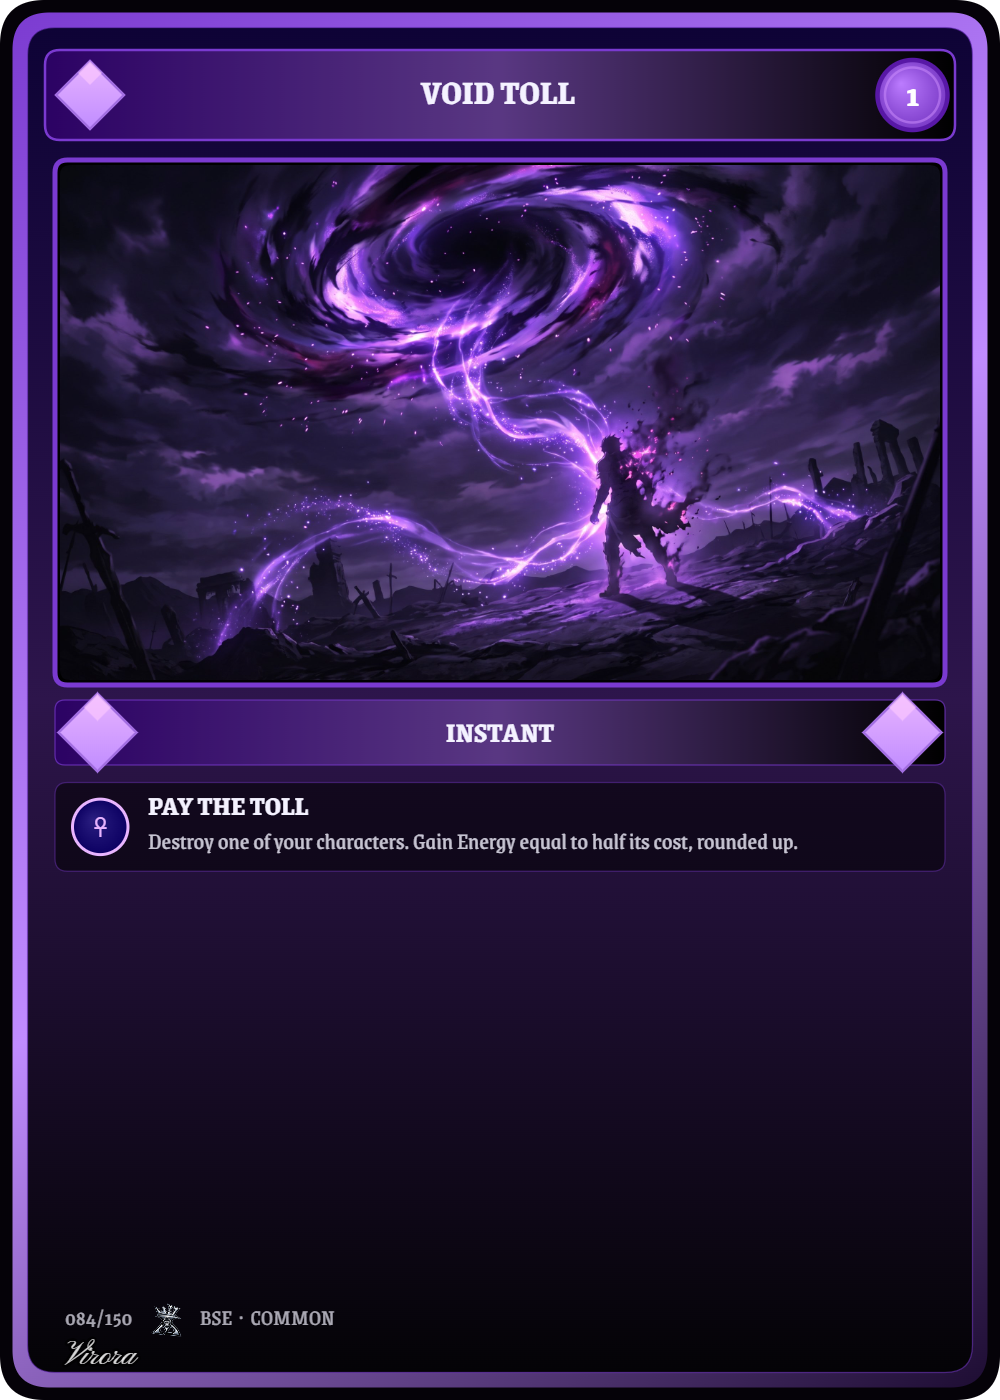 VOID TOLL
1
INSTANT
PAY THE TOLL
Destroy one of your characters. Gain Energy equal to half its cost, rounded up.
084/150 BSE · COMMON
Virora